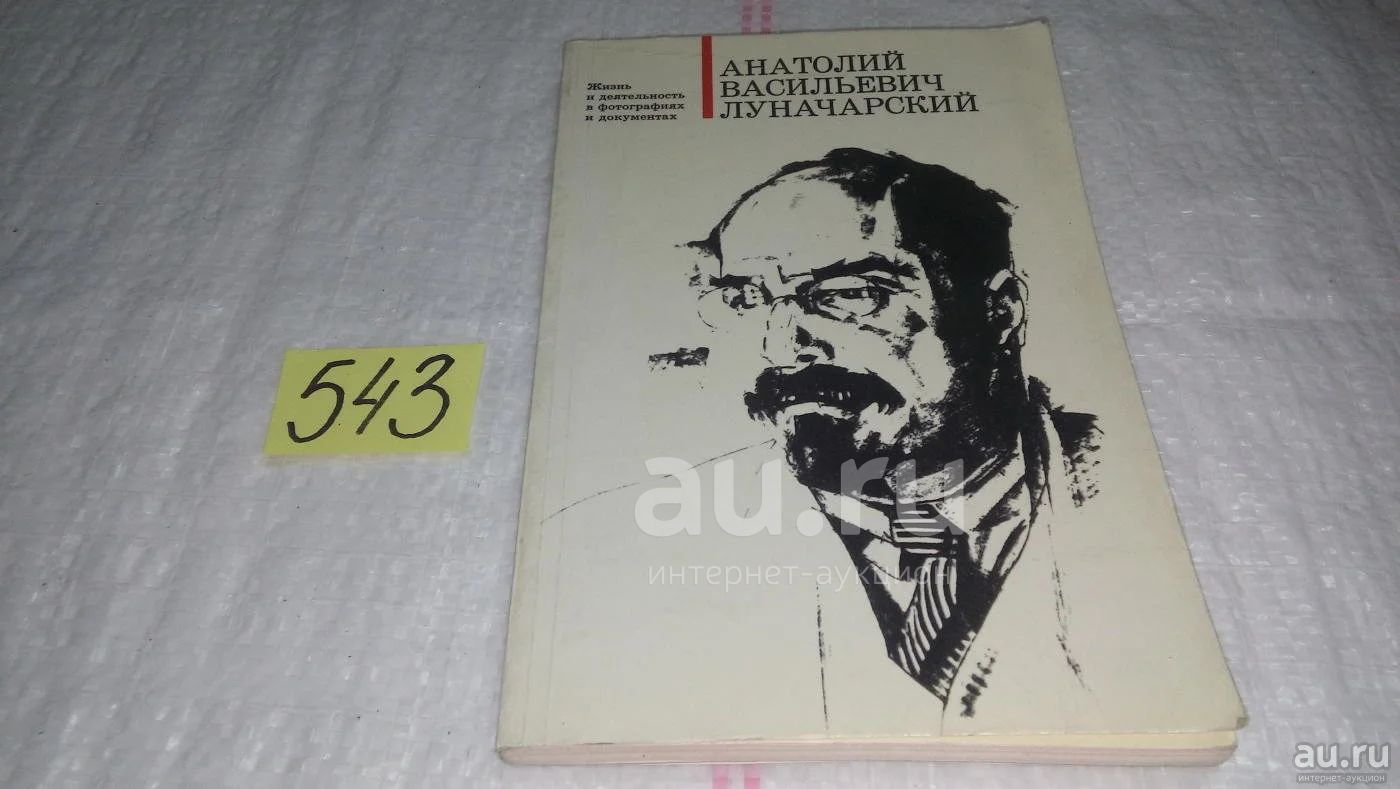 АНАТОЛИЙ
ВАСИЛЬЕВИЧ
ЛУНАЧАРСКИЙ
Жизнь
и деятельность
в фотографиях
и документах
543
au.ru
интернет-аукцион
au.ru
интернет-аукцион